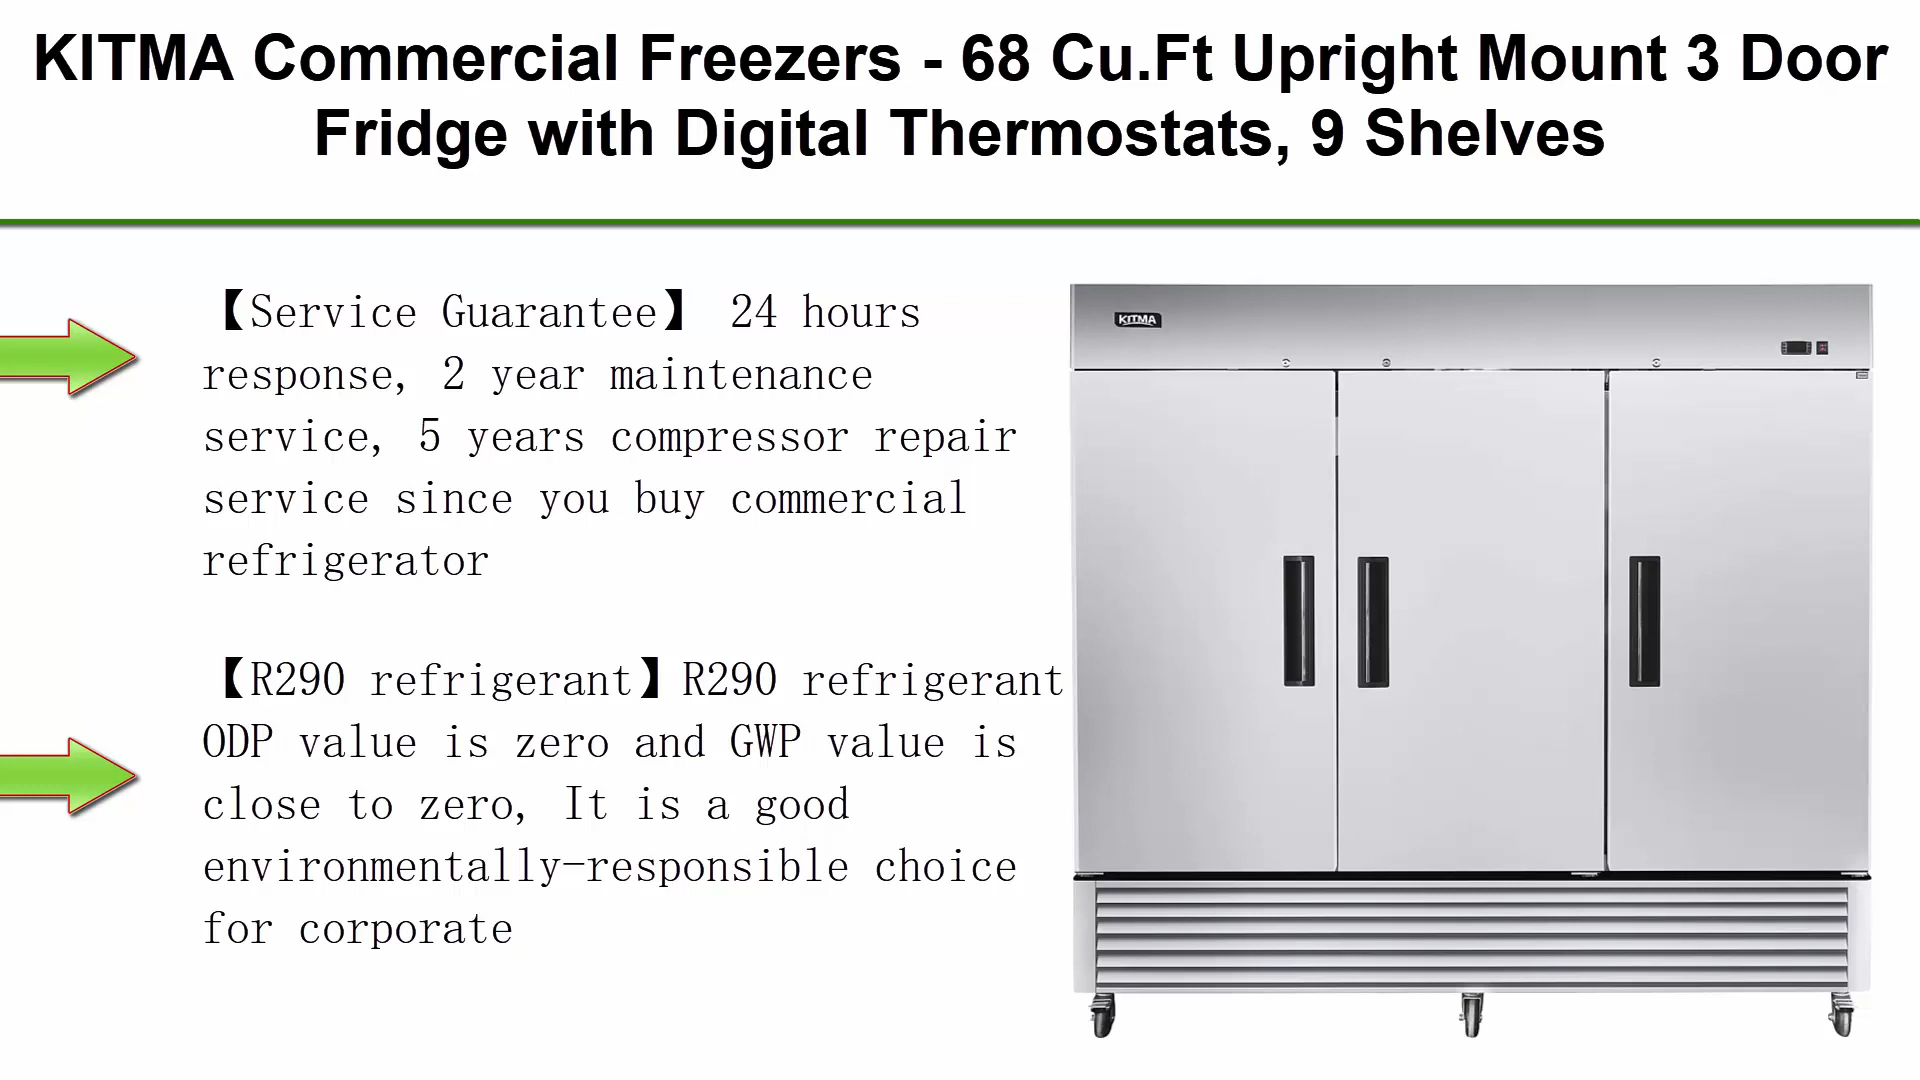 KITMA Commercial Freezers - 68 Cu.Ft Upright Mount 3 Door
Fridge with Digital Thermostats, 9 Shelves
【Service Guarantee】 24 hours
response, 2 year maintenance
service, 5 years compressor repair
service since you buy commercial
refrigerator
【R290 refrigerant】R290 refrigerant
ODP value is zero and GWP value is
close to zero, It is a good
environmentally-responsible choice
for corporate
KITMA